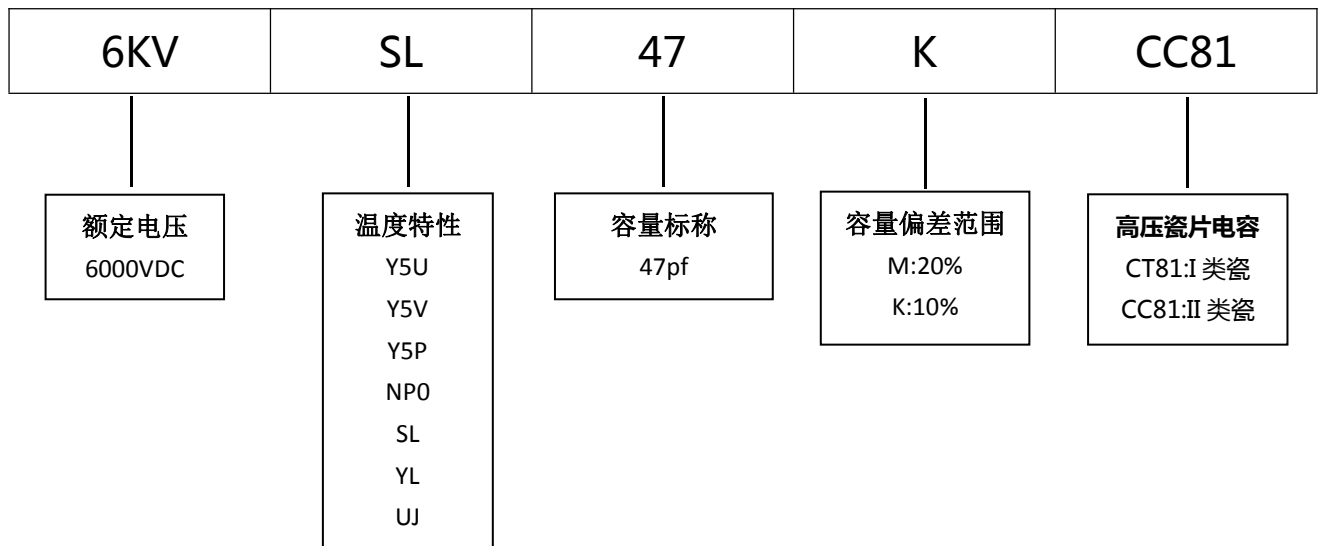 6KV SL 47 K CC81
额定电压
6000VDC
温度特性
Y5U
Y5V
Y5P
NP0
SL
YL
UJ
容量标称
47pf
容量偏差范围
M:20%
K:10%
高压瓷片电容
CT81:I 类瓷
CC81:II 类瓷